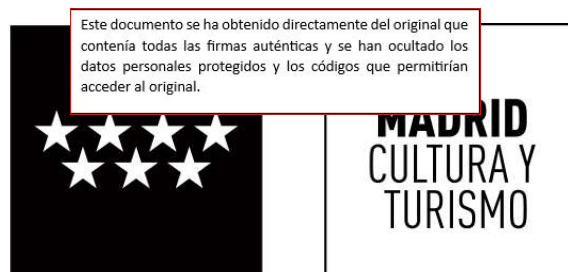 Este documento se ha obtenido directamente del original que
contenía todas las firmas auténticas y se han ocultado los
datos personales protegidos y los códigos que permitirían
acceder al original.
MADRID
CULTURA Y
TURISMO